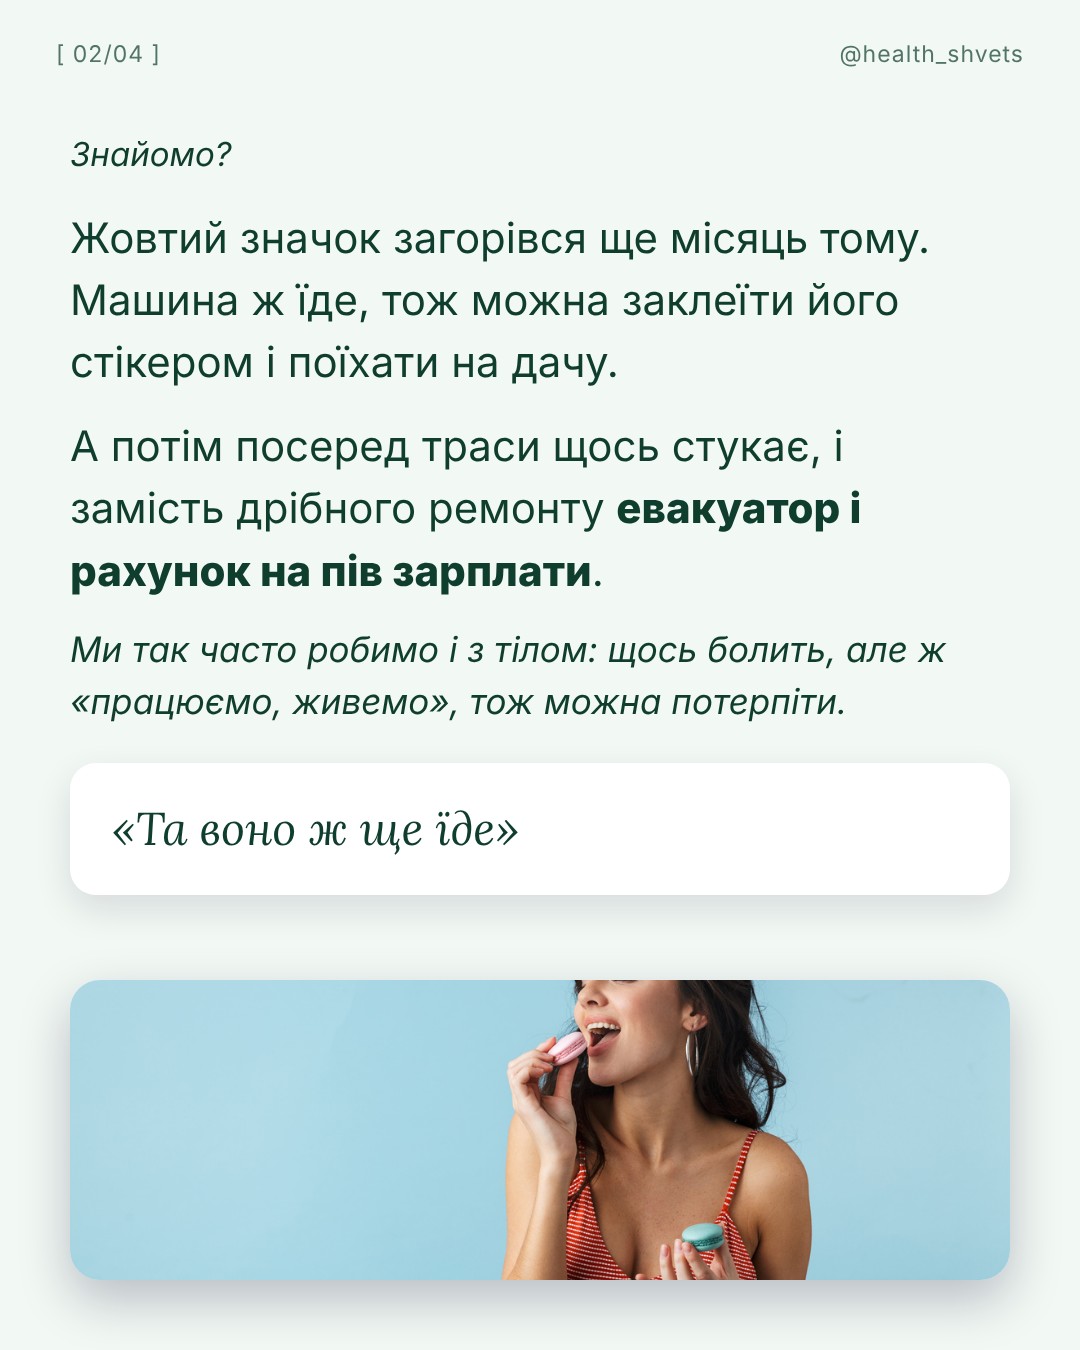 [ 02/04 ]
@health_shvets
Знайомо?
Жовтий значок загорівся ще місяць тому.
Машина ж їде, тож можна заклеїти його
стікером і поїхати на дачу.
А потім посеред траси щось стукає, і
замість дрібного ремонту евакуатор і
рахунок на пів зарплати.
Ми так часто робимо і з тілом: щось болить, але ж
«працюємо, живемо», тож можна потерпіти.
«Та воно ж ще їде»